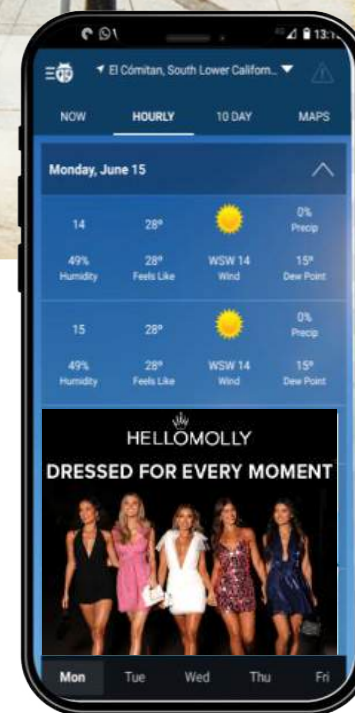 13:1
El Cómitan, South Lower Californ...
NOW HOURLY 10 DAY MAPS
Monday, June 15
14 28° 0%
Precip
49% 28° WSW 14 15°
Humidity Feels Like Wind Dew Point
15 28° 0%
Precip
49% 28° WSW 14 15°
Humidity Feels Like Wind Dew Point
HELLOMOLLY
DRESSED FOR EVERY MOMENT
Mon Tue Wed Thu Fri